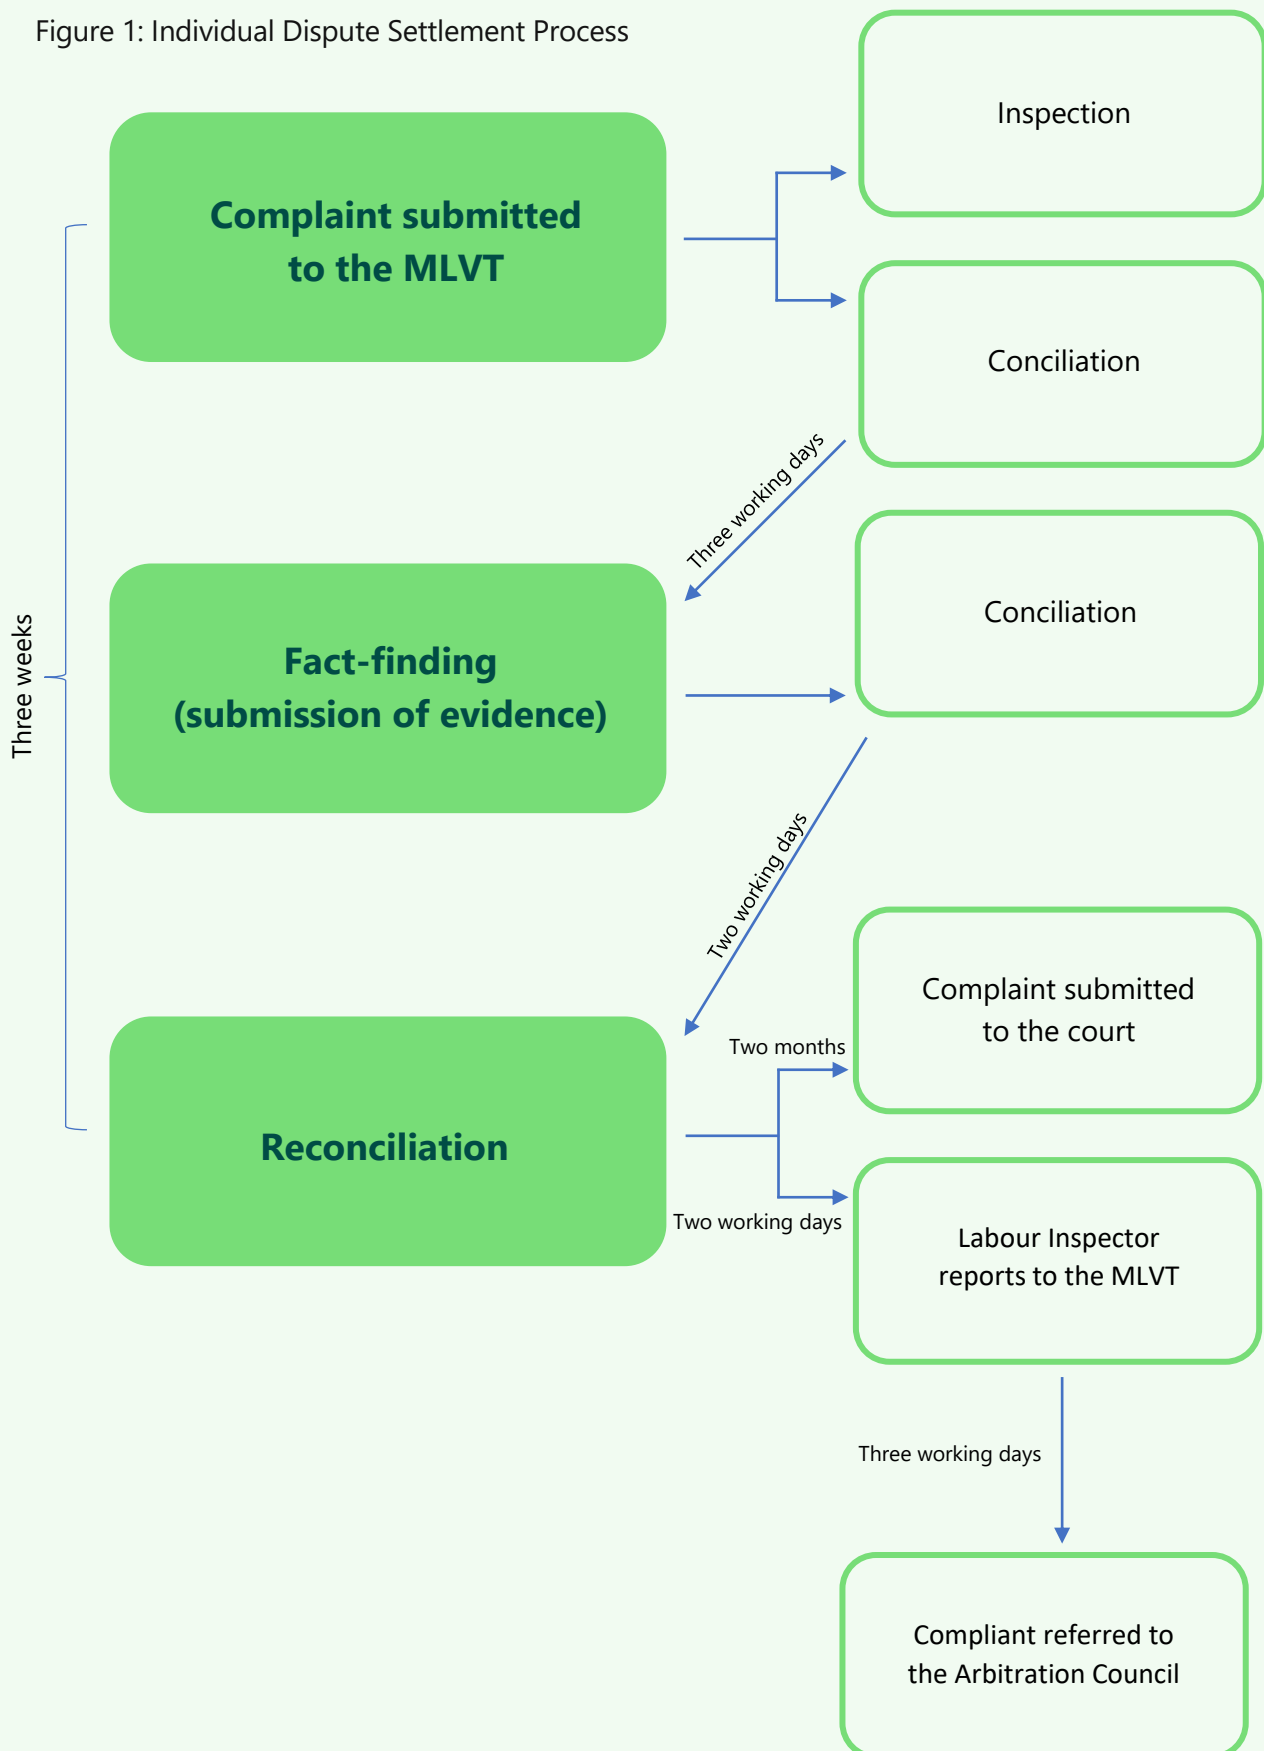 Figure 1: Individual Dispute Settlement Process
Inspection
Complaint submitted
to the MLVT
Conciliation
Three working days
Conciliation
Three weeks
Fact-finding
(submission of evidence)
Two working days
Complaint submitted
to the court
Two months
Reconciliation
Two working days
Labour Inspector
reports to the MLVT
Three working days
Compliant referred to
the Arbitration Council